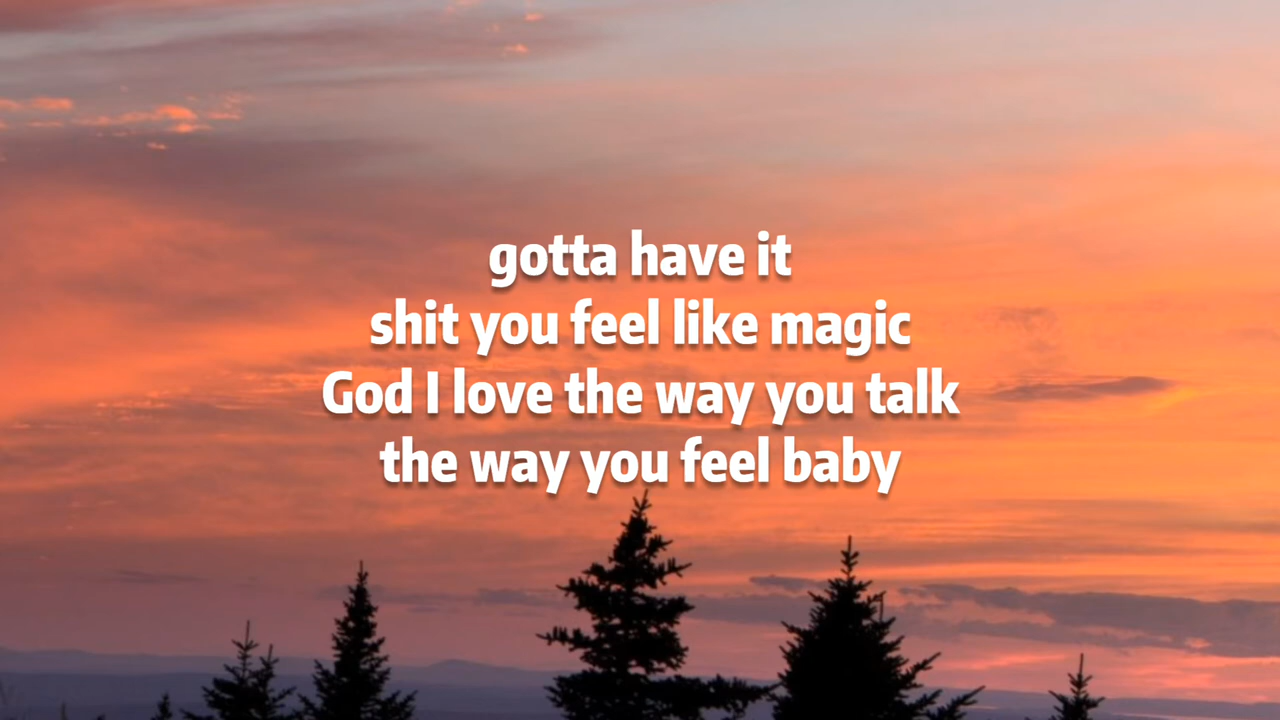 gotta have it
shit you feel like magic
God I love the way you talk
the way you feel baby